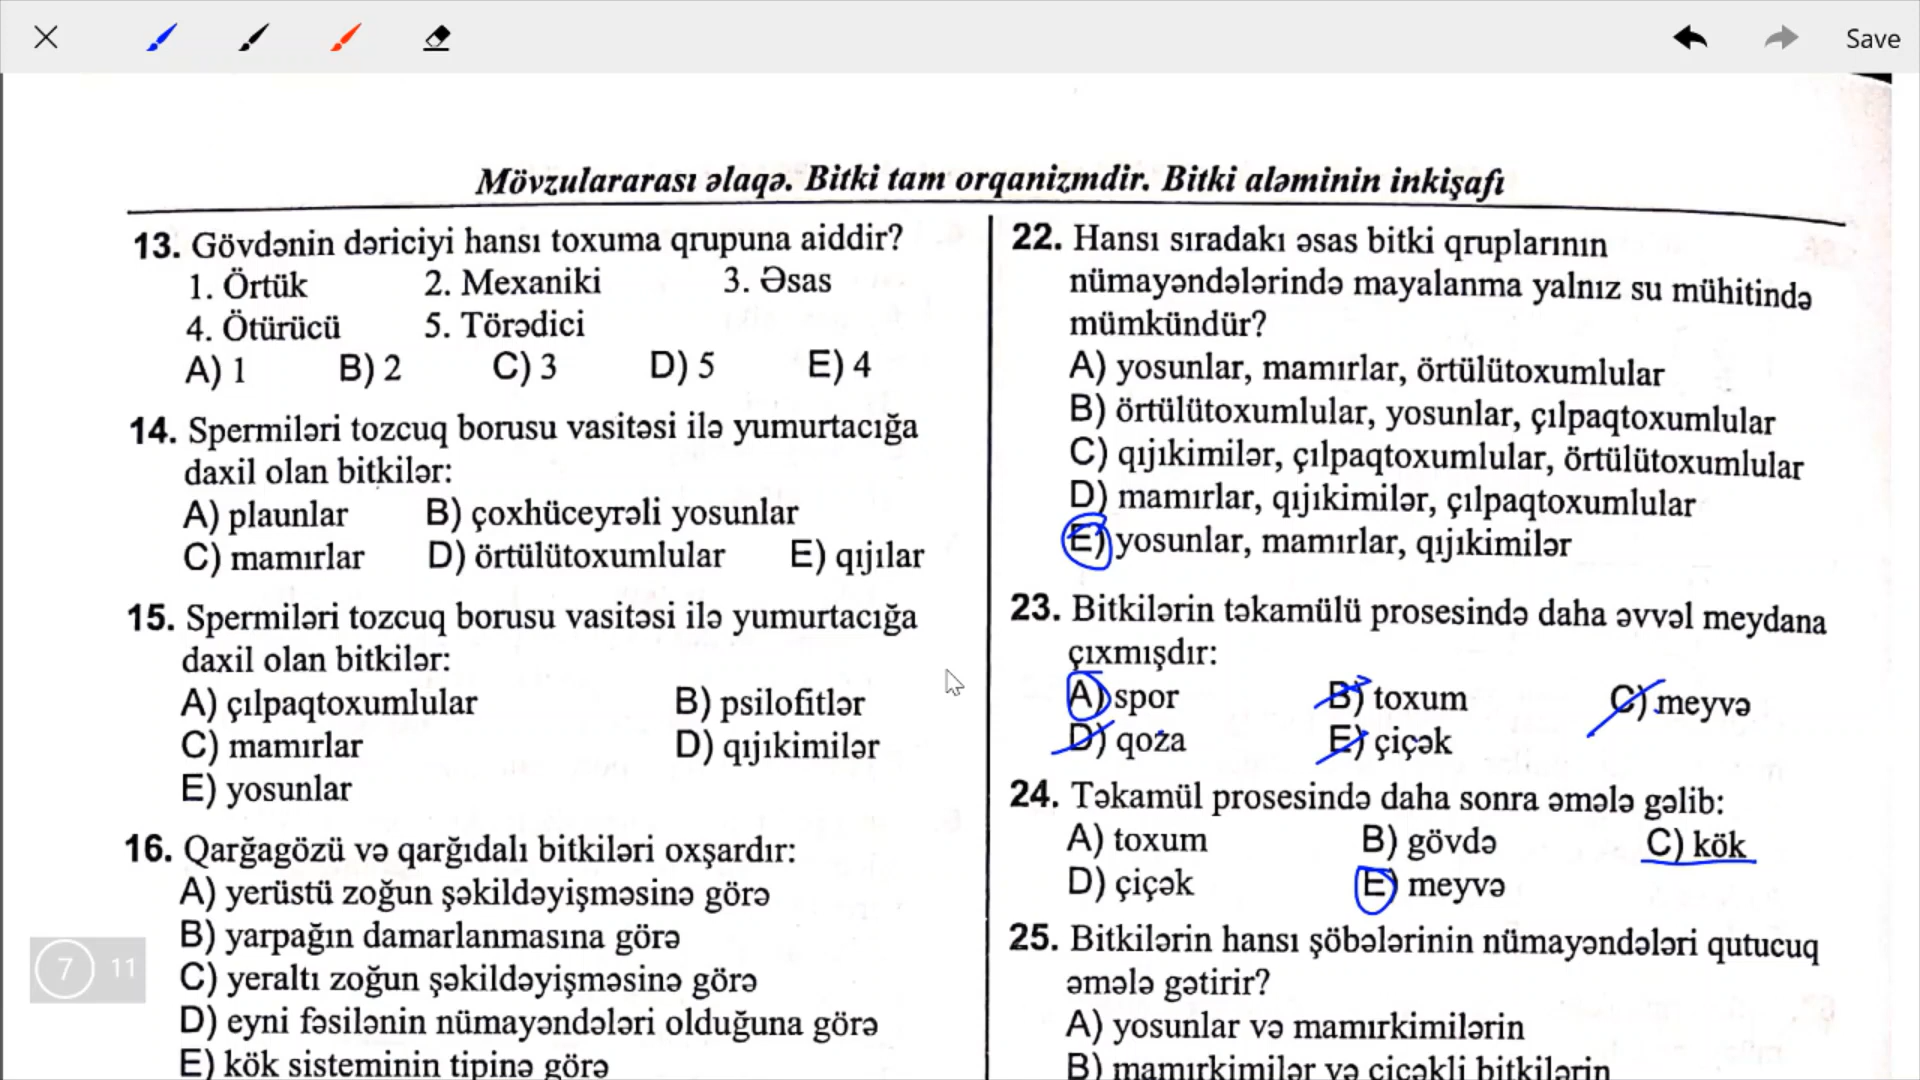 Save
Mövzulararası əlaqə. Bitki tam orqanizmdir. Bitki aləminin inkişafı
13. Gövdənin dəriciyi hansı toxuma qrupuna aiddir?
1. Örtük 2. Mexaniki 3. Əsas
4. Ötürücü 5. Törədici
A) 1 B) 2 C) 3 D) 5 E) 4
14. Spermiləri tozcuq borusu vasitəsi ilə yumurtacığa
daxil olan bitkilər:
A) plaunlar B) çoxhüceyrəli yosunlar
C) mamırlar D) örtülütoxumlular E) qıjılar
15. Spermiləri tozcuq borusu vasitəsi ilə yumurtacığa
daxil olan bitkilər:
A) çılpaqtoxumlular B) psilofitlər
C) mamırlar D) qıjıkimilər
E) yosunlar
16. Qarğagözü və qarğıdalı bitkiləri oxşardır:
A) yerüstü zoğun şəkildəyişməsinə görə
B) yarpağın damarlanmasına görə
C) yeraltı zoğun şəkildəyişməsinə görə
D) eyni fəsilənin nümayəndələri olduğuna görə
E) kök sisteminin tipinə görə
22. Hansı sıradakı əsas bitki qruplarının
nümayəndələrində mayalanma yalnız su mühitində
mümkündür?
A) yosunlar, mamırlar, örtülütoxumlular
B) örtülütoxumlular, yosunlar, çılpaqtoxumlular
C) qıjıkimilər, çılpaqtoxumlular, örtülütoxumlular
D) mamırlar, qıjıkimilər, çılpaqtoxumlular
E) yosunlar, mamırlar, qıjıkimilər
23. Bitkilərin təkamülü prosesində daha əvvəl meydana
çıxmışdır:
A) spor B) toxum C) meyvə
D) qoza E) çiçək
24. Təkamül prosesində daha sonra əmələ gəlib:
A) toxum B) gövdə C) kök
D) çiçək E) meyvə
25. Bitkilərin hansı şöbələrinin nümayəndələri qutucuq
əmələ gətirir?
A) yosunlar və mamırkimilərin
B) mamırkimilər və çiçəkli bitkilərin
7 11